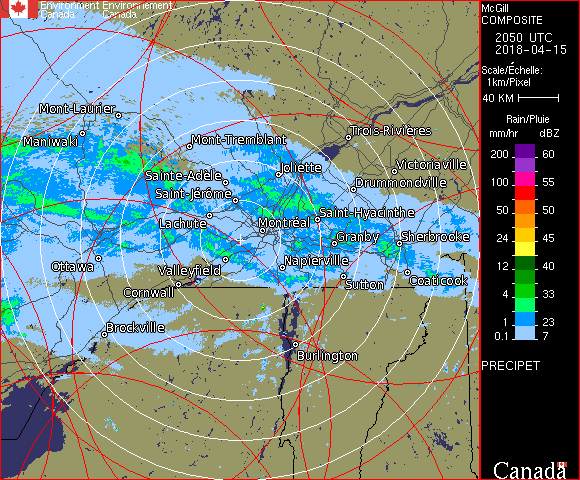 Environment Environnement
Canada Canada
McGill
COMPOSITE
2050 UTC
2018-04-15
Scale/Échelle:
1km/Pixel
40 KM
Rain/Pluie
mm/hr dBZ
200 60
100 55
50 50
24 45
12 40
4 33
1 23
0.1 7
PRECIPET
Canada
Mont-Laurier
Maniwaki
Mont-Tremblant
Trois-Rivières
Sainte-Adèle
Joliette
Victoriaville
Saint-Jérôme
Drummondville
Lachute
Montréal
Saint-Hyacinthe
Granby
Sherbrooke
Ottawa
Valleyfield
Napierville
Cornwall
Sutton
Coaticook
Brockville
Burlington